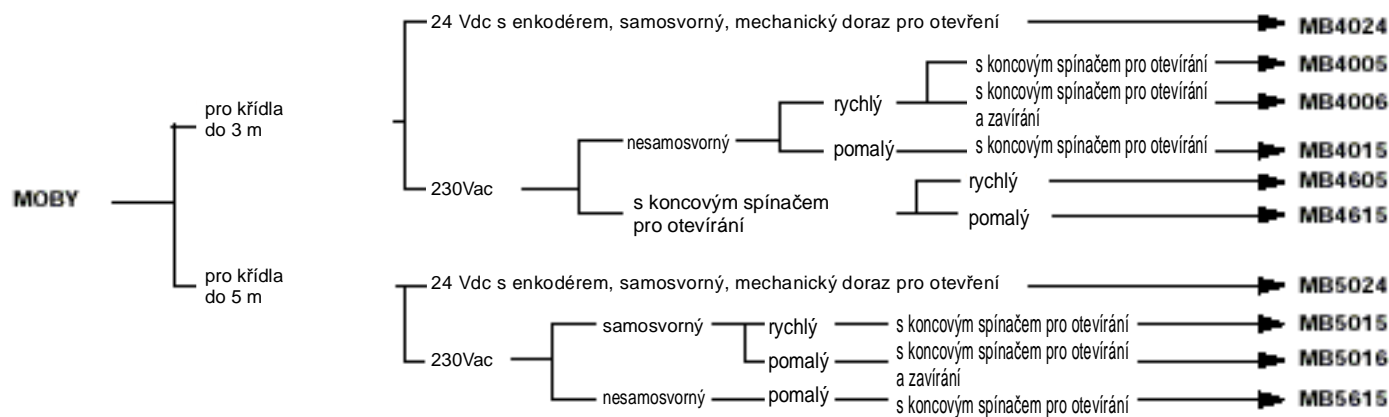 24 Vdc s enkodérem, samosvorný, mechanický doraz pro otevření
MB4024
s koncovým spínačem pro otevírání
MB4005
pro křídla
do 3 m
rychlý
s koncovým spínačem pro otevírání
a zavírání
MB4006
nesamosvorný
pomalý
s koncovým spínačem pro otevírání
MB4015
MOBY
230Vac
s koncovým spínačem
pro otevírání
rychlý
MB4605
pomalý
MB4615
pro křídla
do 5 m
24 Vdc s enkodérem, samosvorný, mechanický doraz pro otevření
MB5024
230Vac
samosvorný
rychlý
s koncovým spínačem pro otevírání
MB5015
pomalý
s koncovým spínačem pro otevírání
a zavírání
MB5016
nesamosvorný
pomalý
s koncovým spínačem pro otevírání
MB5615